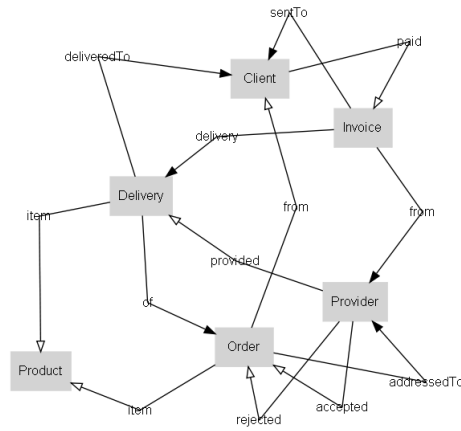 sentTo
paid
deliveredTo
Client
Invoice
delivery
Delivery
item
from
from
provided
Provider
of
Order
Product
addressedTo
item
accepted
rejected